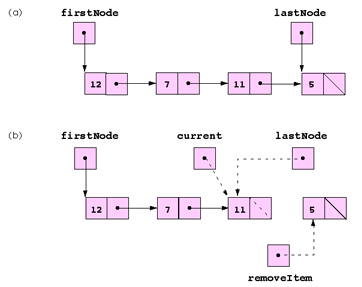 (a) firstNode lastNode
12 7 11 5
(b) firstNode current lastNode
12 7 11 5
removeItem